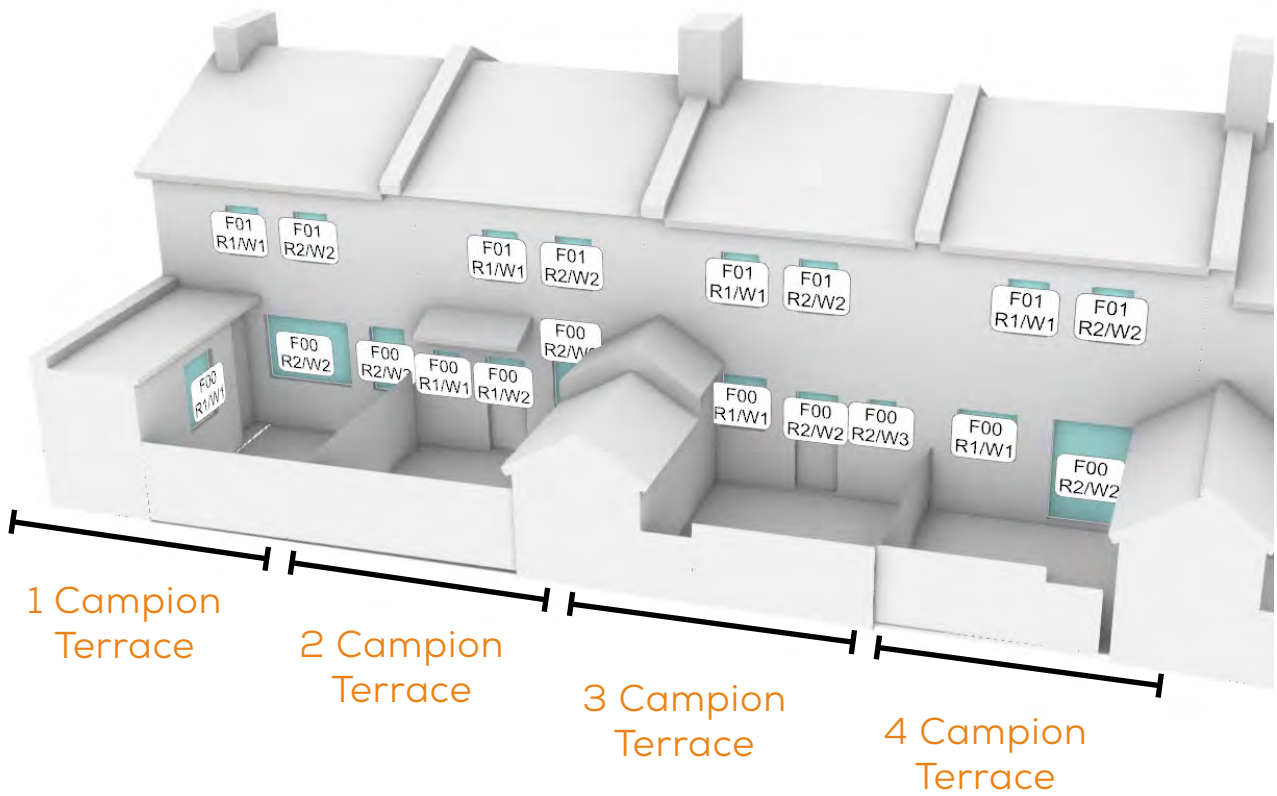 F01
R1/W1
F01
R2/W2
F01
R1/W1
F01
R2/W2
F01
R1/W1
F01
R2/W2
F01
R1/W1
F01
R2/W2
F00
R1/W1
F00
R2/W2
F00
F00
R1/W1
F00
R1/W2
F00
F00
R1/W1
F00
R2/W2
F00
R2/W3
F00
R1/W1
F00
R2/W2
1 Campion
Terrace
2 Campion
Terrace
3 Campion
Terrace
4 Campion
Terrace